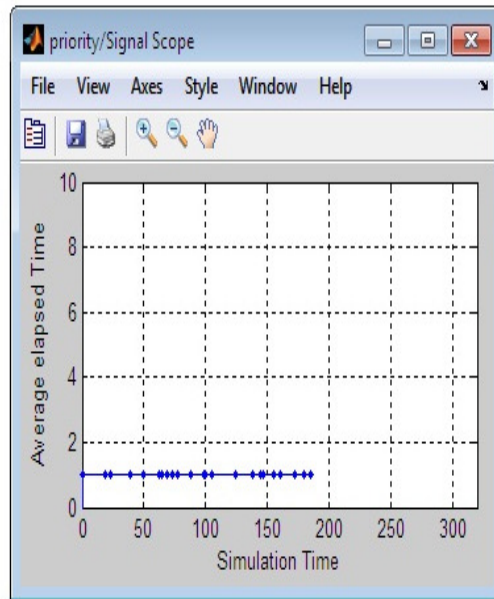 priority/Signal Scope
File View Axes Style Window Help
10
8
6
4
2
0
Average elapsed Time
0 50 100 150 200 250 300
Simulation Time